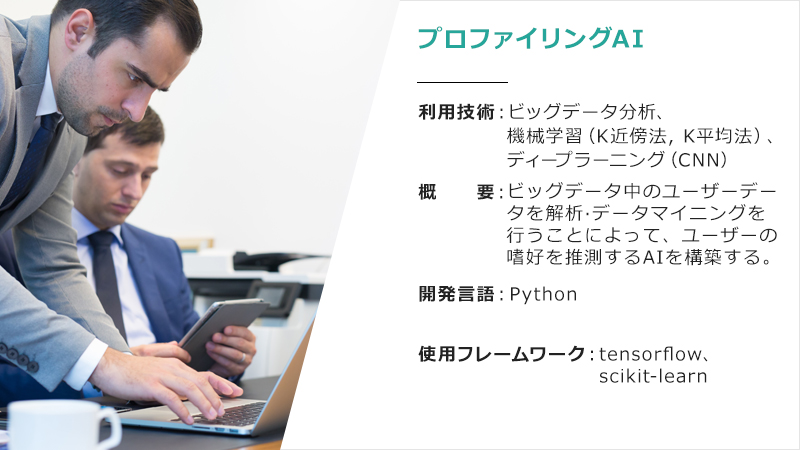 プロファイリングAI
利用技術：ビッグデータ分析、
機械学習（K近傍法, K平均法）、
ディープラーニング（CNN）
概　　要：ビッグデータ中のユーザーデー
タを解析·データマイニングを
行うことによって、ユーザーの
嗜好を推測するAIを構築する。
開発言語：Python
使用フレームワーク：tensorflow、
scikit-learn